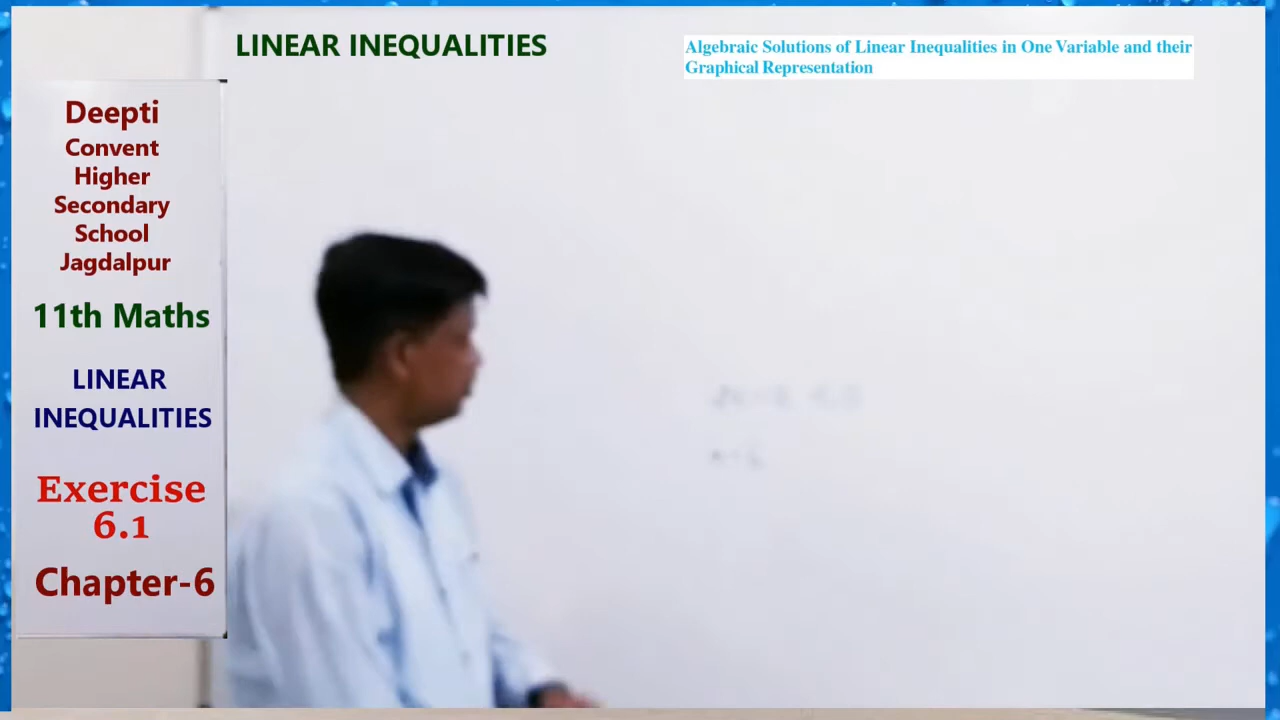 LINEAR INEQUALITIES
Algebraic Solutions of Linear Inequalities in One Variable and their
Graphical Representation
Deepti
Convent
Higher
Secondary
School
Jagdalpur
11th Maths
LINEAR
INEQUALITIES
Exercise
6.1
Chapter-6